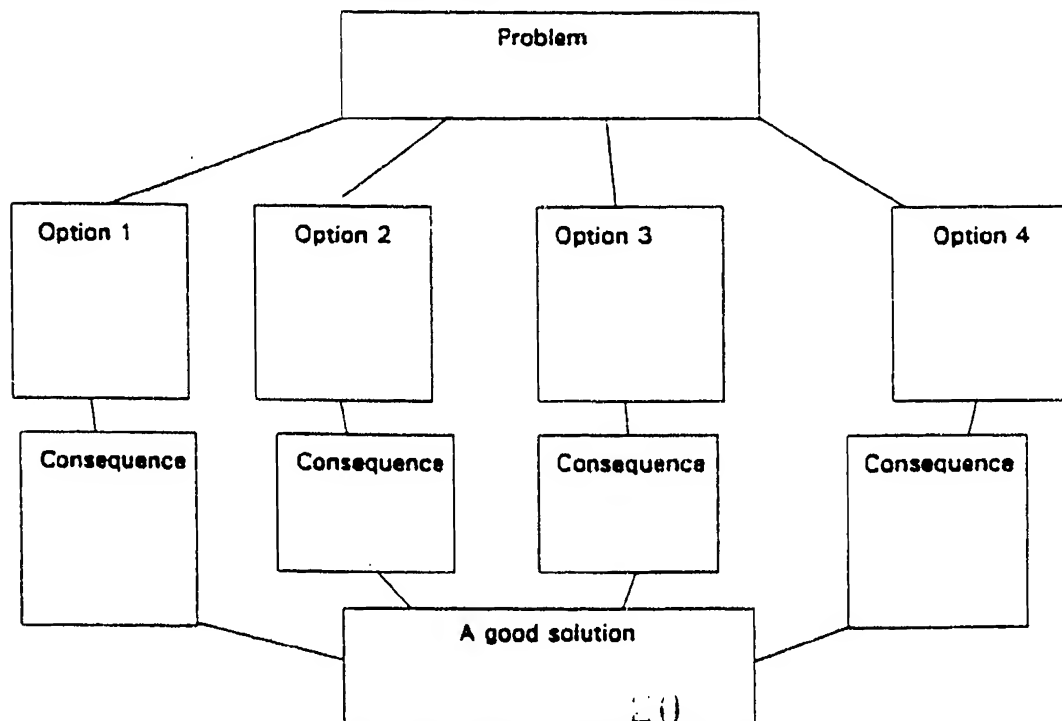 Problem
Option 1
Option 2
Option 3
Option 4
Consequence
Consequence
Consequence
Consequence
A good solution